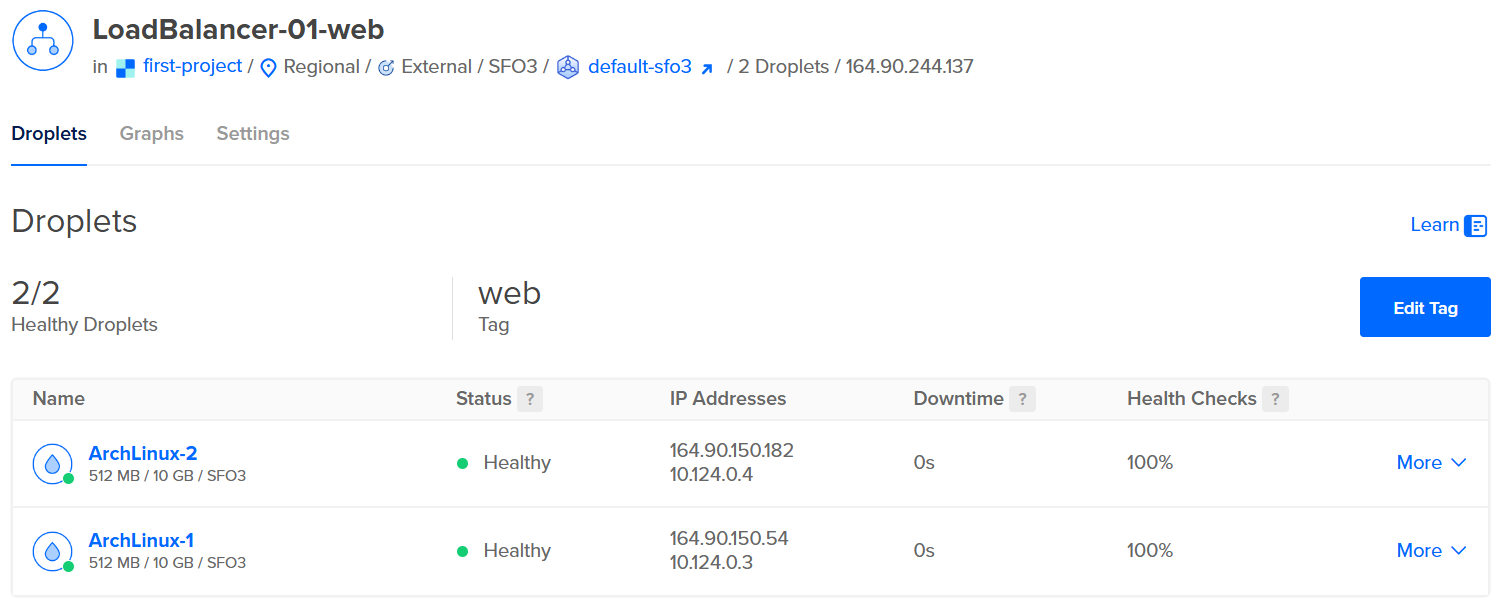 LoadBalancer-01-web
in first-project / Regional / External / SFO3 / default-sfo3 / 2 Droplets / 164.90.244.137
Droplets Graphs Settings
Droplets
Learn
2/2
Healthy Droplets
web
Tag
Edit Tag
Name Status ? IP Addresses Downtime ? Health Checks ?
ArchLinux-2
512 MB / 10 GB / SFO3
Healthy
164.90.150.182
10.124.0.4
0s
100%
More
ArchLinux-1
512 MB / 10 GB / SFO3
Healthy
164.90.150.54
10.124.0.3
0s
100%
More